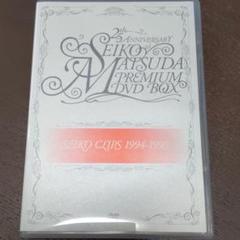 25th
ANNIVERSARY
SEIKO
MATSUDA
PREMIUM
DVD BOX
SEIKO CLIPS 1994-1996